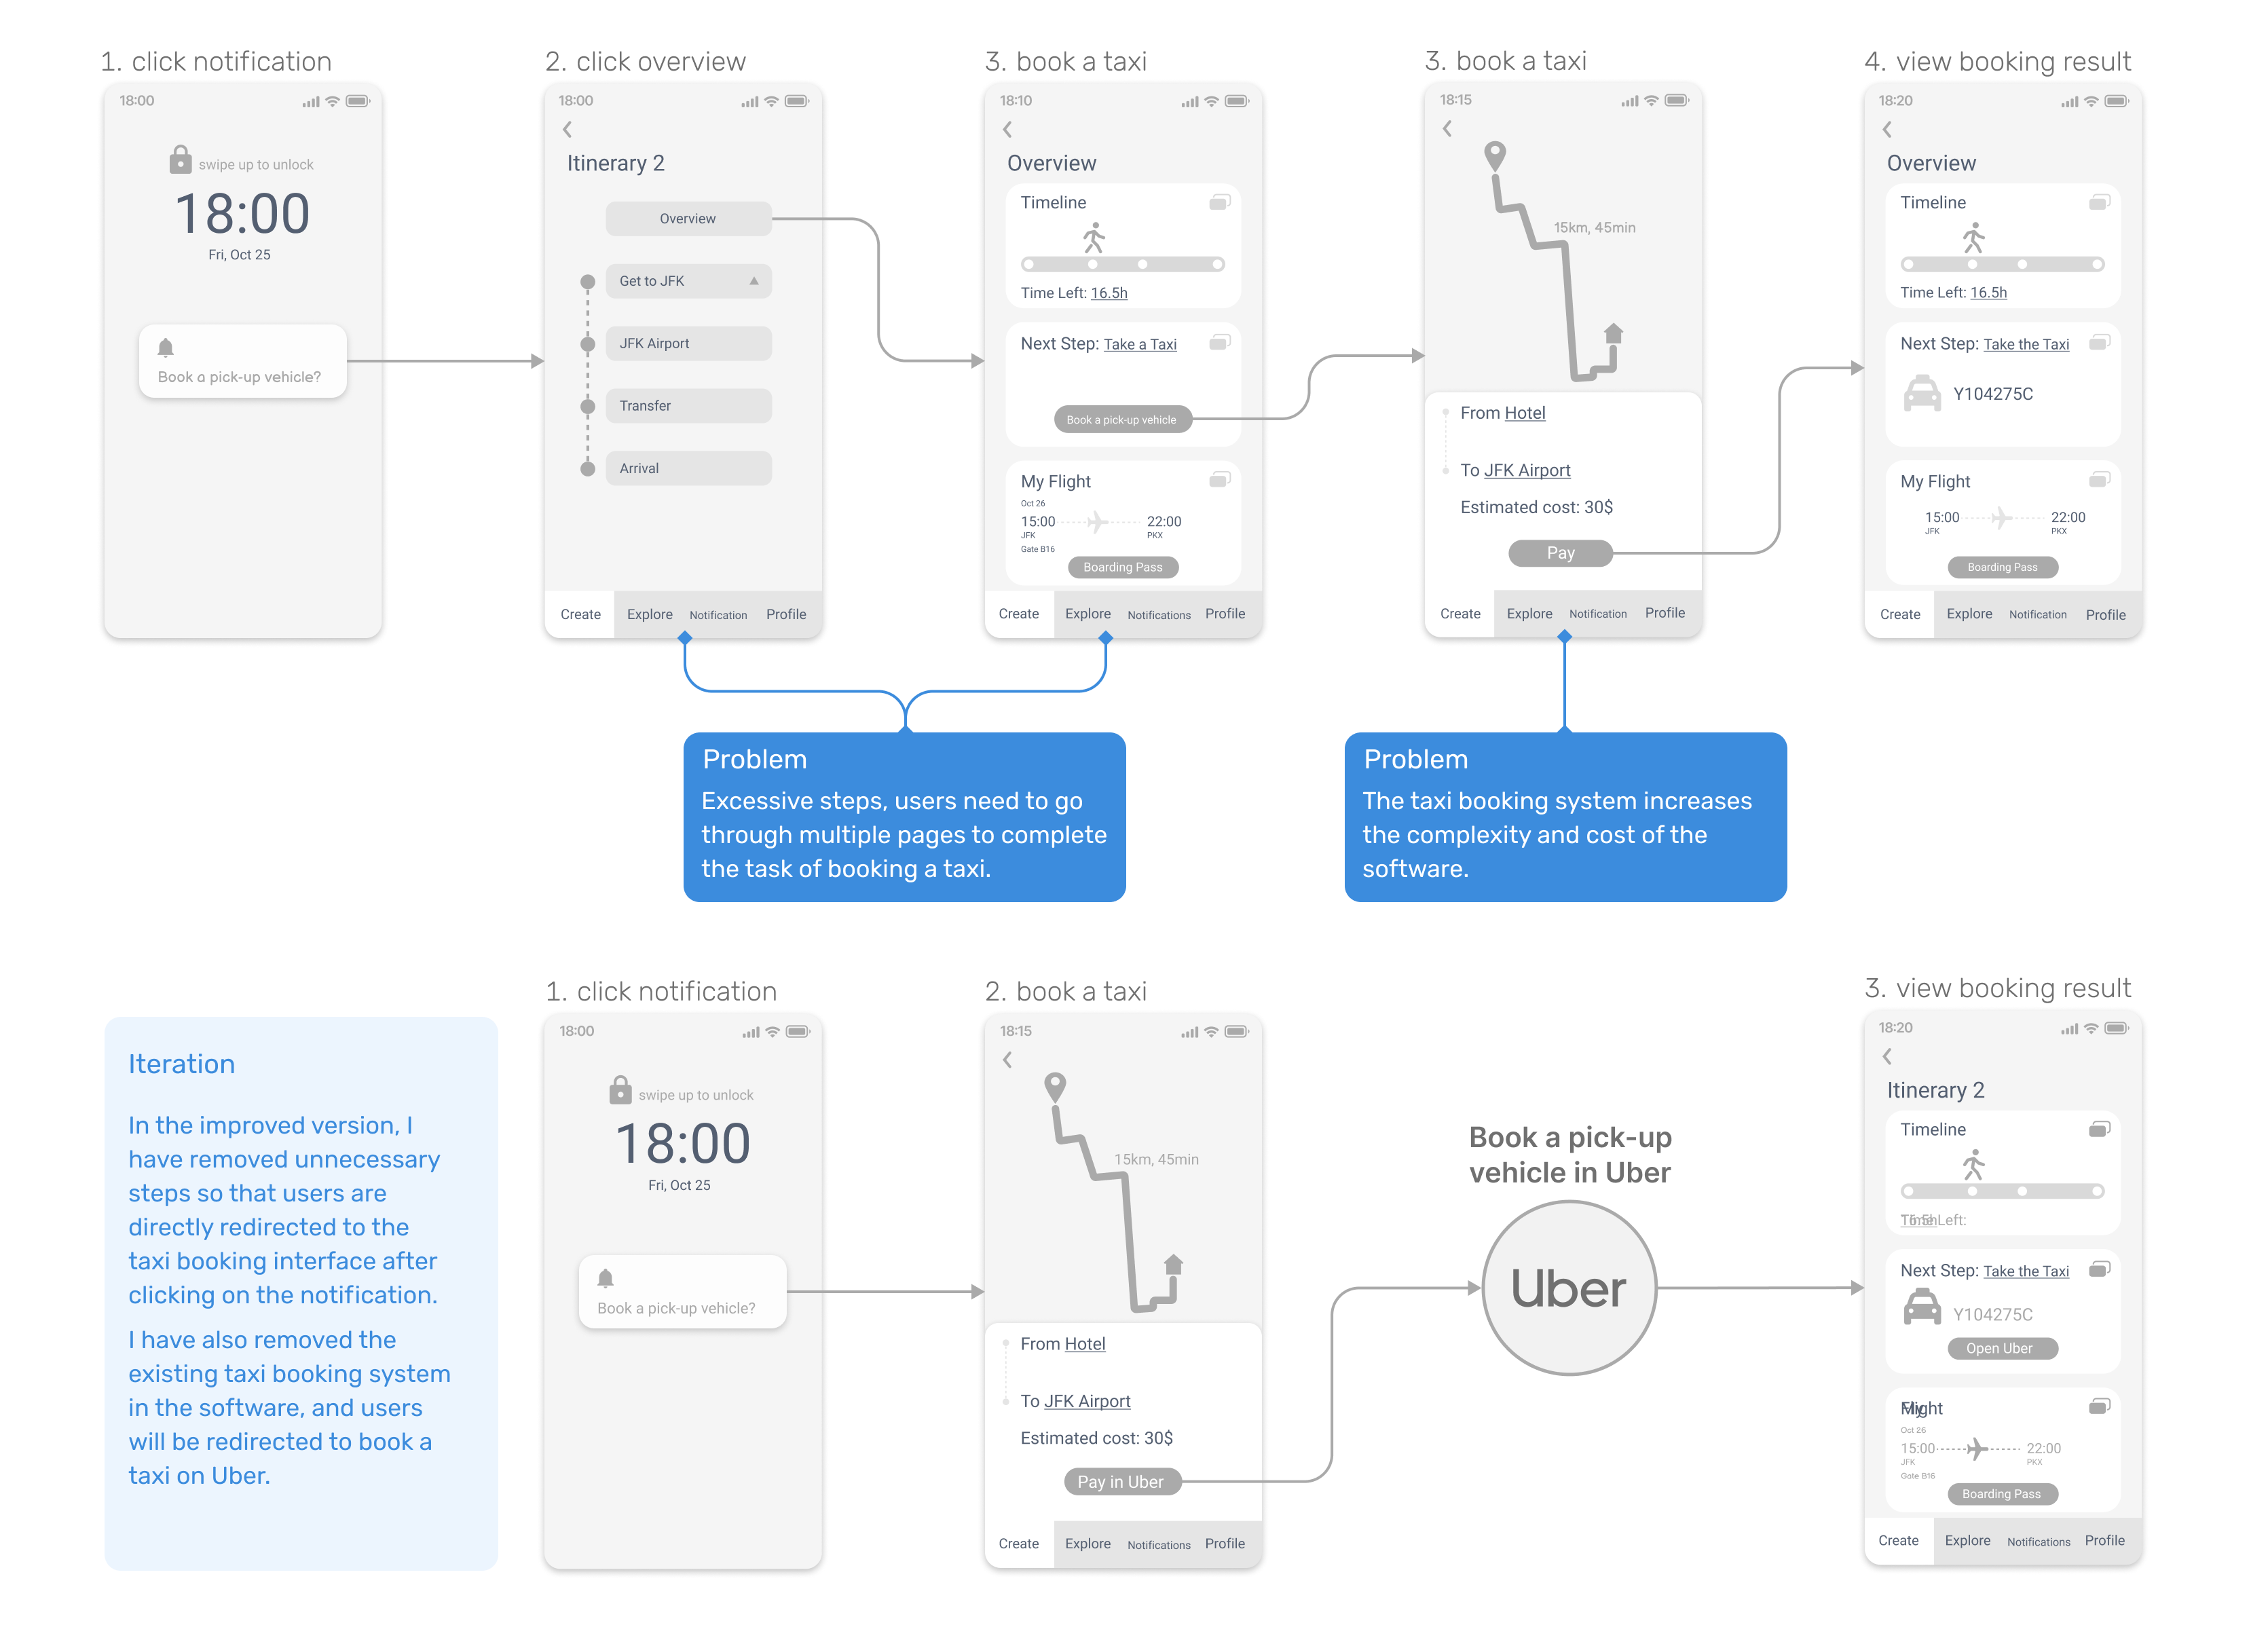 1. click notification
18:00
swipe up to unlock
18:00
Fri, Oct 25
Book a pick-up vehicle?
2. click overview
18:00
Itinerary 2
Overview
Get to JFK
JFK Airport
Transfer
Arrival
Create Explore Notification Profile
3. book a taxi
18:10
Overview
Timeline
Time Left: 16.5h
Next Step: Take a Taxi
Book a pick-up vehicle
My Flight
Oct 26
15:00 22:00
JFK PKX
Gate B16
Boarding Pass
Create Explore Notifications Profile
3. book a taxi
18:15
15km, 45min
From Hotel
To JFK Airport
Estimated cost: 30$
Pay
Create Explore Notification Profile
4. view booking result
18:20
Overview
Timeline
Time Left: 16.5h
Next Step: Take the Taxi
Y104275C
My Flight
15:00 22:00
JFK PKX
Boarding Pass
Create Explore Notification Profile
Problem
Excessive steps, users need to go
through multiple pages to complete
the task of booking a taxi.
Problem
The taxi booking system increases
the complexity and cost of the
software.
Iteration
In the improved version, I
have removed unnecessary
steps so that users are
directly redirected to the
taxi booking interface after
clicking on the notification.
I have also removed the
existing taxi booking system
in the software, and users
will be redirected to book a
taxi on Uber.
1. click notification
18:00
swipe up to unlock
18:00
Fri, Oct 25
Book a pick-up vehicle?
2. book a taxi
18:15
15km, 45min
From Hotel
To JFK Airport
Estimated cost: 30$
Pay in Uber
Create Explore Notifications Profile
Book a pick-up
vehicle in Uber
Uber
3. view booking result
18:20
Itinerary 2
Timeline
Left:
Next Step: Take the Taxi
Y104275C
Open Uber
Flight
Oct 26
15:00 22:00
JFK PKX
Gote B16
Boarding Pass
Create Explore Notifications Profile